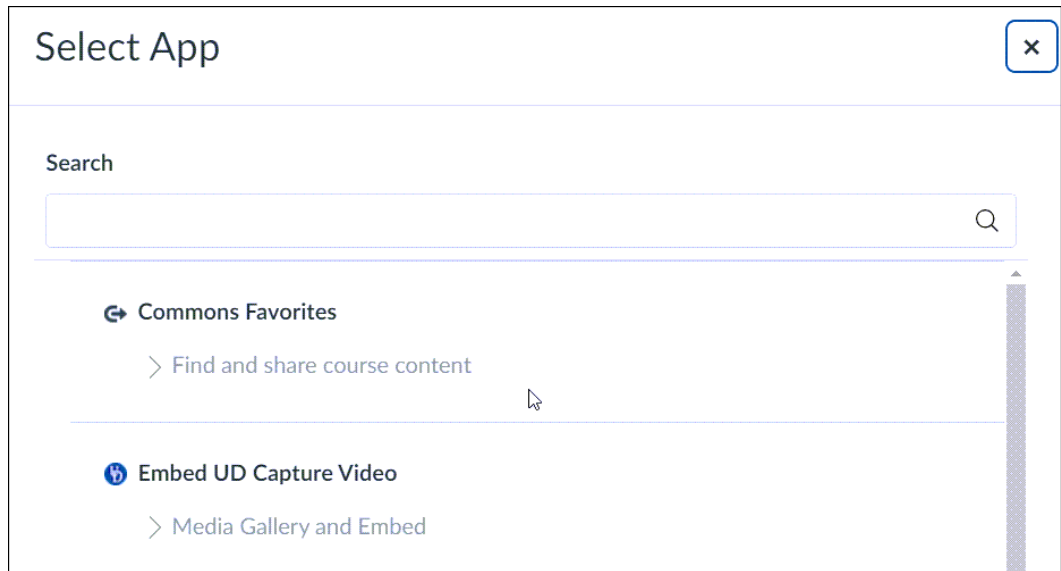 Select App
Search
Commons Favorites
Find and share course content
Embed UD Capture Video
Media Gallery and Embed